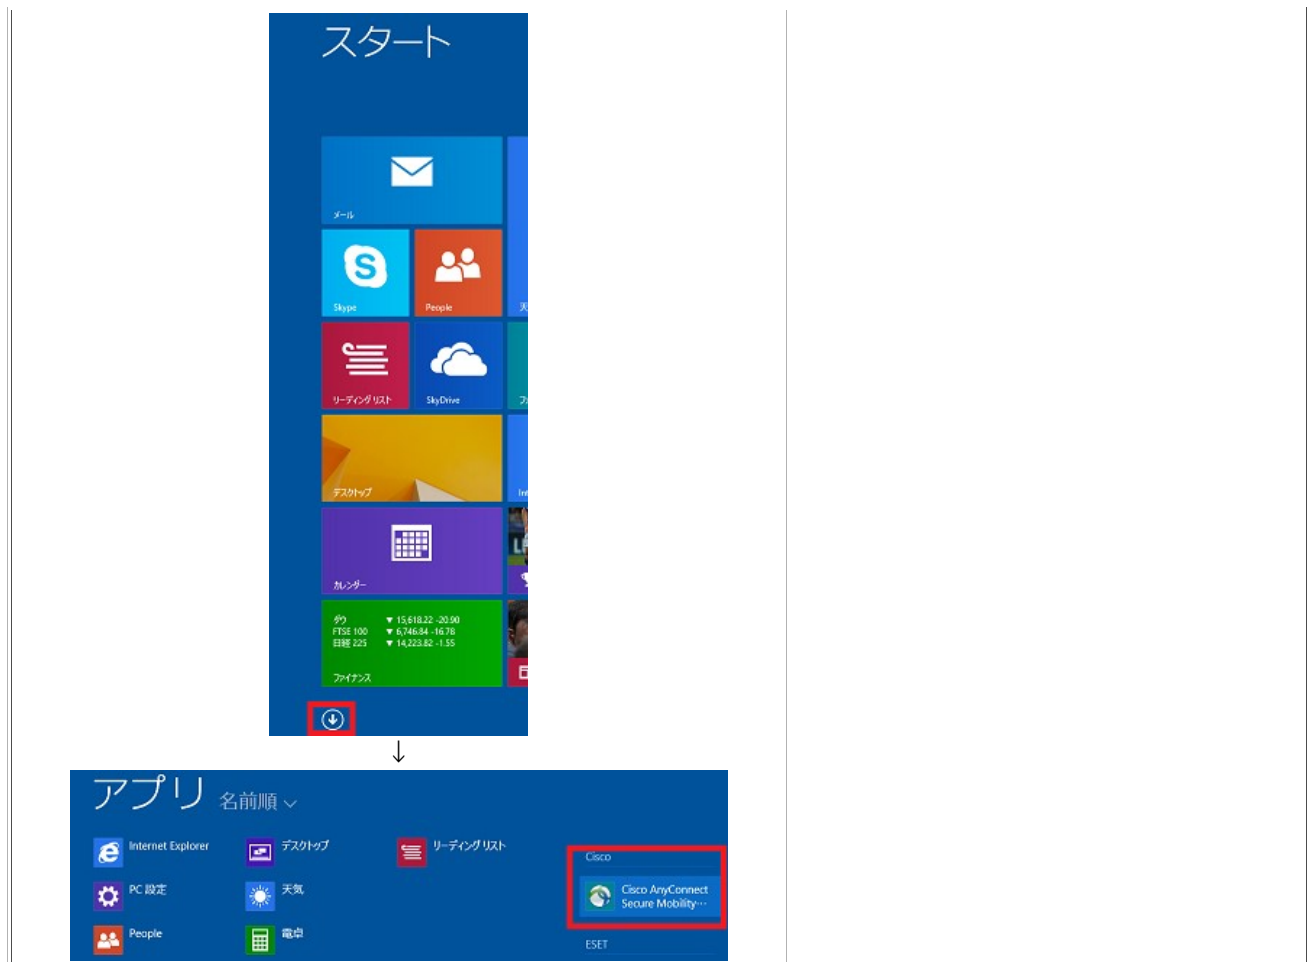 スタート
メール
Skype
People
天
リーディング リスト
SkyDrive
フ
デスクトップ
Int
カレンダー
ダウ ▼ 15,618.22 -20.90
FTSE 100 ▼ 6,746.84 -16.78
日経 225 ▼ 14,223.82 -1.55
ファイナンス
↓
アプリ 名前順
Internet Explorer
デスクトップ
リーディング リスト
Cisco
PC 設定
天気
Cisco AnyConnect
Secure Mobility…
People
電卓
ESET